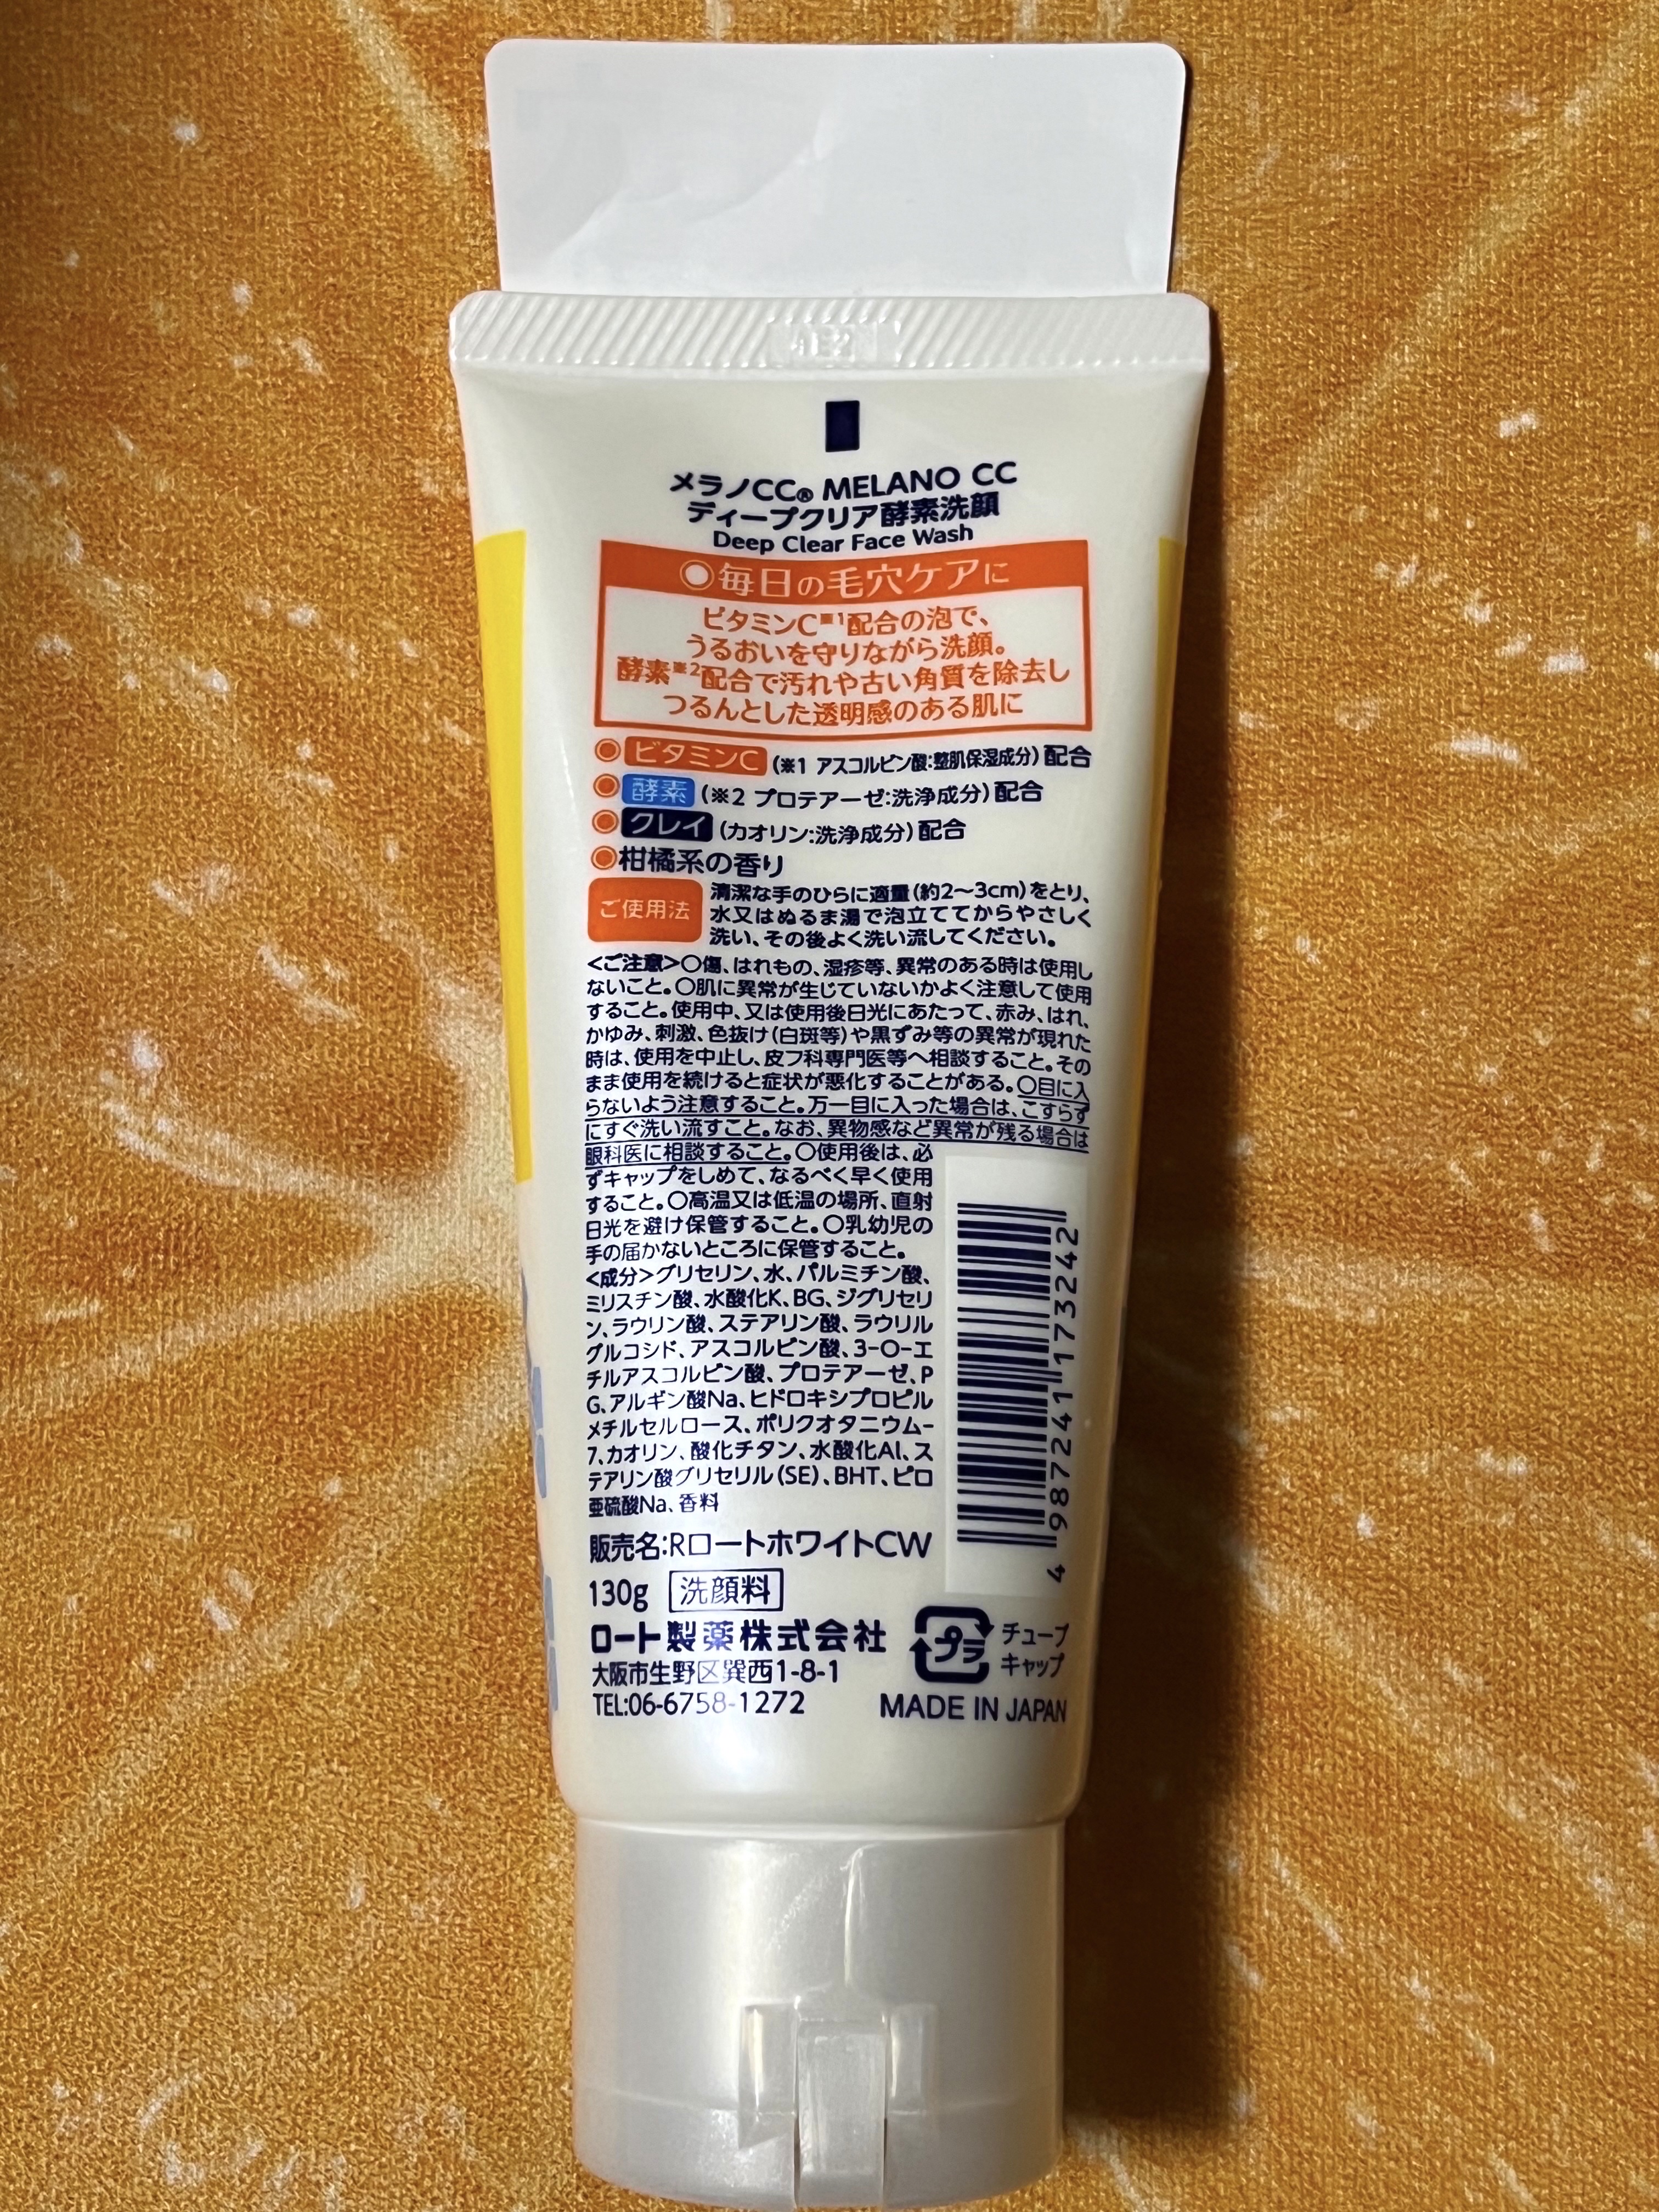 メラノCC® MELANO CC
ディープクリア酵素洗顔
Deep Clear Face Wash
◎毎日の毛穴ケアに
ビタミンC※1配合の泡で、
うるおいを守りながら洗顔。
酵素※2配合で汚れや古い角質を除去し
つるんとした透明感のある肌に
◎ビタミンC(※1 アスコルビン酸:整肌保湿成分)配合
◎酵素(※2 プロテアーゼ:洗浄成分)配合
◎クレイ(カオリン:洗浄成分)配合
◎柑橘系の香り
ご使用法
清潔な手のひらに適量(約2〜3cm)をとり、
水又はぬるま湯で泡立ててからやさしく
洗い、その後よく洗い流してください。
<ご注意>○傷、はれもの、湿疹等、異常のある時は使用し
ないこと。○肌に異常が生じていないかよく注意して使用
すること。使用中、又は使用後日光にあたって、赤み、はれ、
かゆみ、刺激、色抜け(白斑等)や黒ずみ等の異常が現れた
時は、使用を中止し、皮フ科専門医等へ相談すること。その
まま使用を続けると症状が悪化することがある。○目に入
らないよう注意すること。万一目に入った場合は、こすらず
にすぐ洗い流すこと。なお、異物感など異常が残る場合は
眼科医に相談すること。○使用後は、必
ずキャップをしめて、なるべく早く使用
すること。○高温又は低温の場所、直射
日光を避け保管すること。○乳幼児の
手の届かないところに保管すること。
<成分>グリセリン、水、パルミチン酸、
ミリスチン酸、水酸化K、BG、ジグリセリ
ン、ラウリン酸、ステアリン酸、ラウリル
グルコシド、アスコルビン酸、3-O-エ
チルアスコルビン酸、プロテアーゼ、P
G、アルギン酸Na、ヒドロキシプロピル
メチルセルロース、ポリクオタニウム-
7、カオリン、酸化チタン、水酸化Al、ス
テアリン酸グリセリル(SE)、BHT、ピロ
亜硫酸Na、香料
4 987241 173242
販売名:RロートホワイトCW
130g 洗顔料
ロート製薬株式会社
大阪市生野区巽西1-8-1
TEL:06-6758-1272
プラ
チューブ
キャップ
MADE IN JAPAN